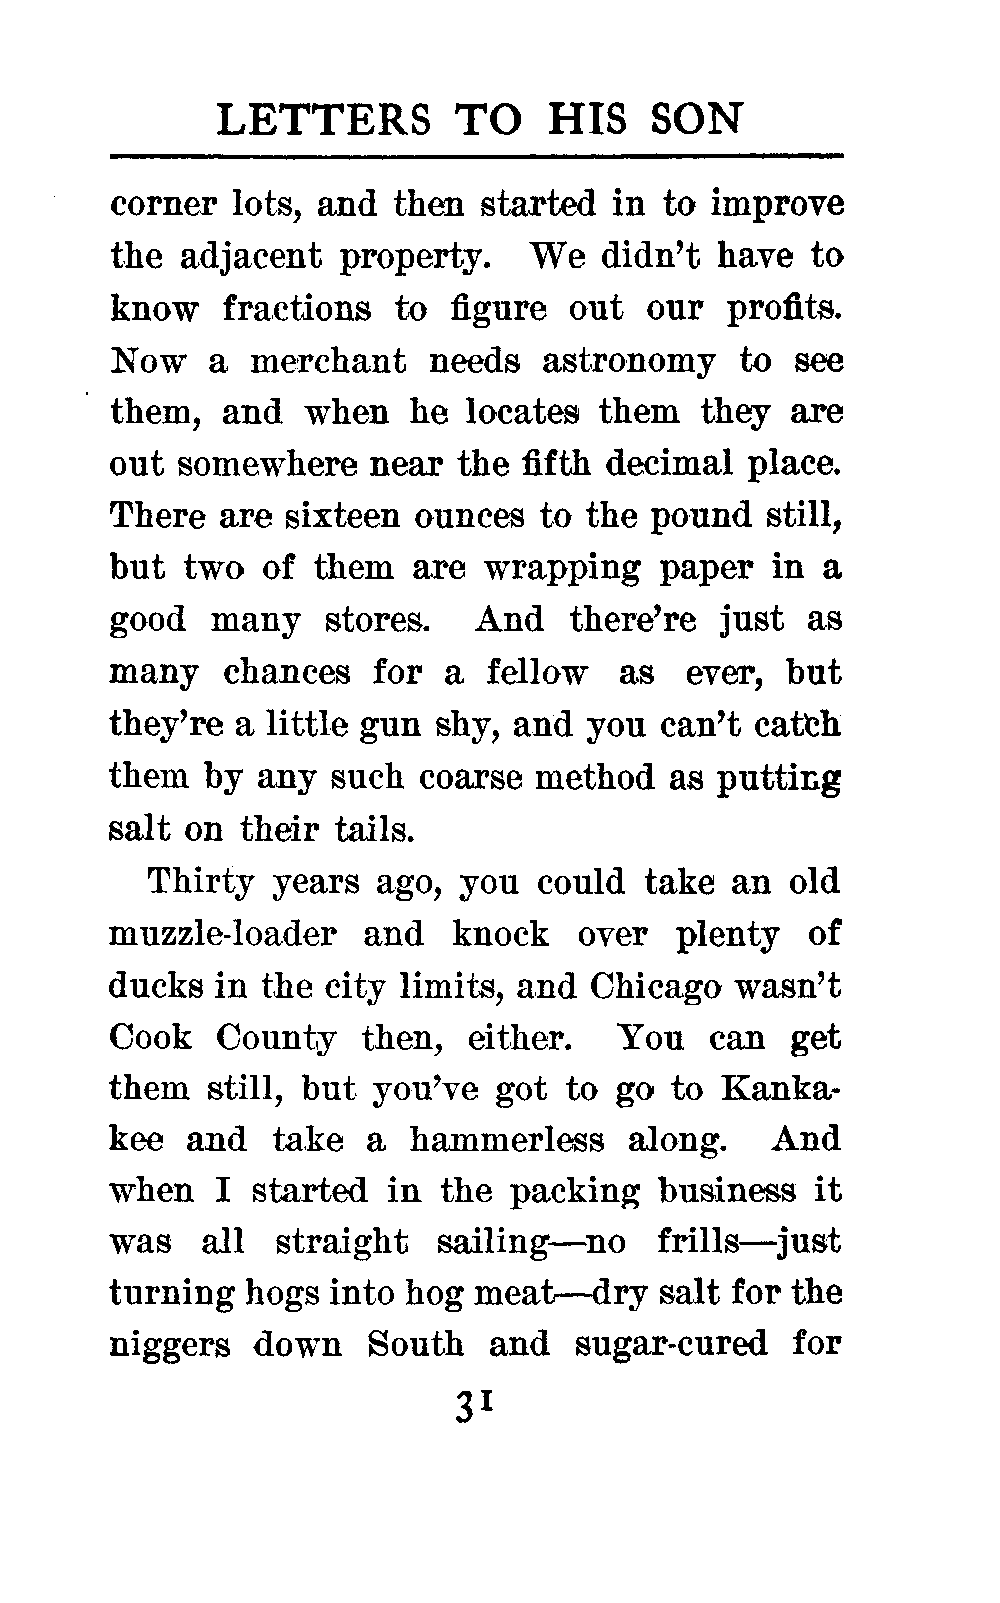 LETTERS TO HIS SON
corner lots, and then started in to improve
the adjacent property. We didn't have to
know fractions to figure out our profits.
Now a merchant needs astronomy to see
them, and when he locates them they are
out somewhere near the fifth decimal place.
There are sixteen ounces to the pound still,
but two of them are wrapping paper in a
good many stores. And there're just as
many chances for a fellow as ever, but
they're a little gun shy, and you can't catch
them by any such coarse method as putting
salt on their tails.
Thirty years ago, you could take an old
muzzle-loader and knock over plenty of
ducks in the city limits, and Chicago wasn't
Cook County then, either. You can get
them still, but you've got to go to Kanka-
kee and take a hammerless along. And
when I started in the packing business it
was all straight sailing—no frills—just
turning hogs into hog meat—dry salt for the
niggers down South and sugar-cured for
31